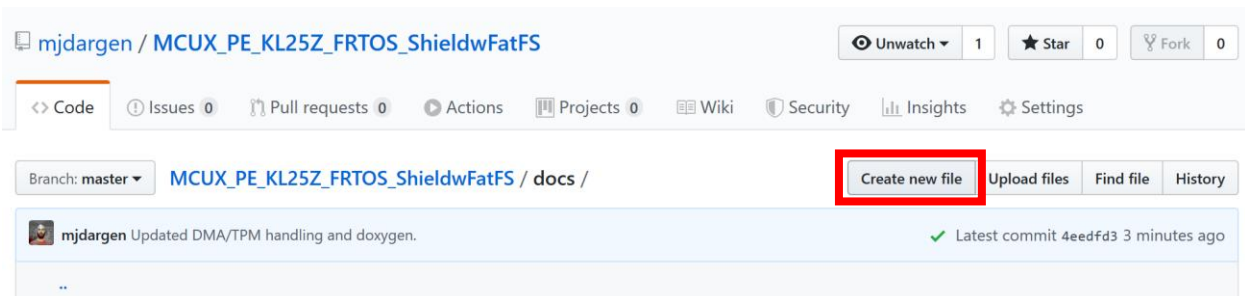 mjdargen / MCUX_PE_KL25Z_FRTOS_ShieldwFatFS Unwatch 1 Star 0 Fork 0
<> Code Issues 0 Pull requests 0 Actions Projects 0 Wiki Security Insights Settings
Branch: master MCUX_PE_KL25Z_FRTOS_ShieldwFatFS / docs / Create new file Upload files Find file History
mjdargen Updated DMA/TPM handling and doxygen. Latest commit 4eedfd3 3 minutes ago
..